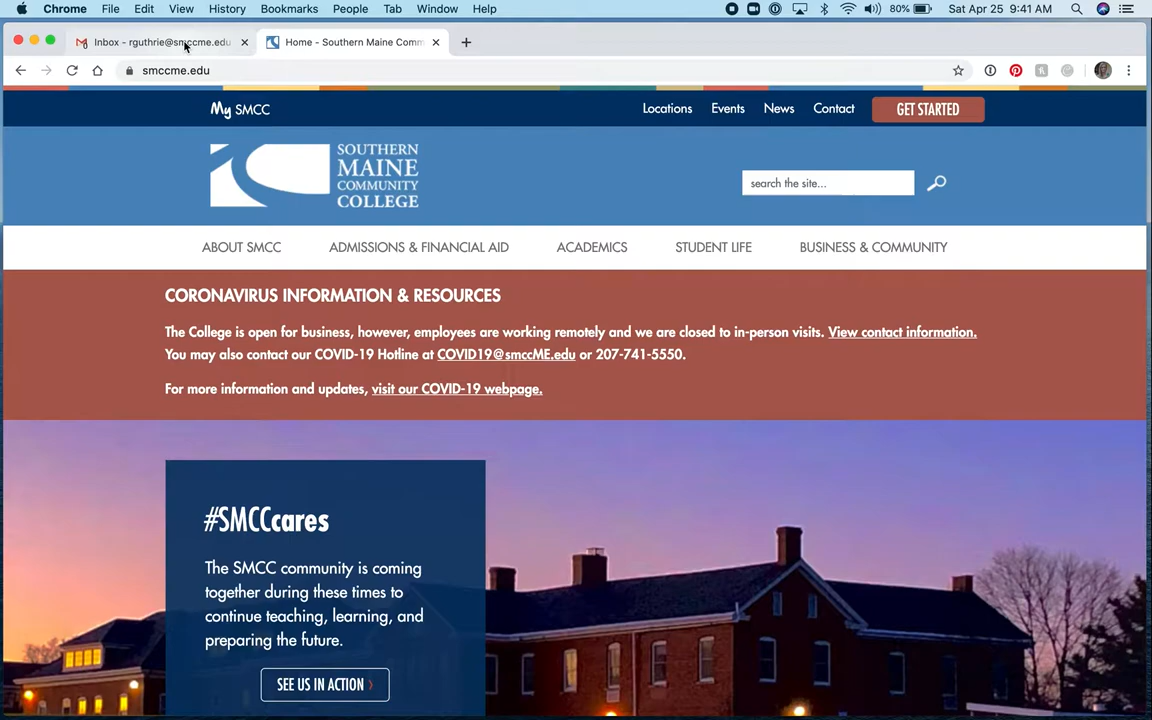 Chrome File Edit View History Bookmarks People Tab Window Help 80% Sat Apr 25 9:41 AM
Inbox - rguthrie@smccme.edu Home - Southern Maine Comm
smccme.edu
My SMCC Locations Events News Contact GET STARTED
SOUTHERN
MAINE
COMMUNITY
COLLEGE
search the site...
ABOUT SMCC ADMISSIONS & FINANCIAL AID ACADEMICS STUDENT LIFE BUSINESS & COMMUNITY
CORONAVIRUS INFORMATION & RESOURCES
The College is open for business, however, employees are working remotely and we are closed to in-person visits. View contact information.
You may also contact our COVID-19 Hotline at COVID19@smccME.edu or 207-741-5550.
For more information and updates, visit our COVID-19 webpage.
#SMCCcares
The SMCC community is coming
together during these times to
continue teaching, learning, and
preparing the future.
SEE US IN ACTION ›